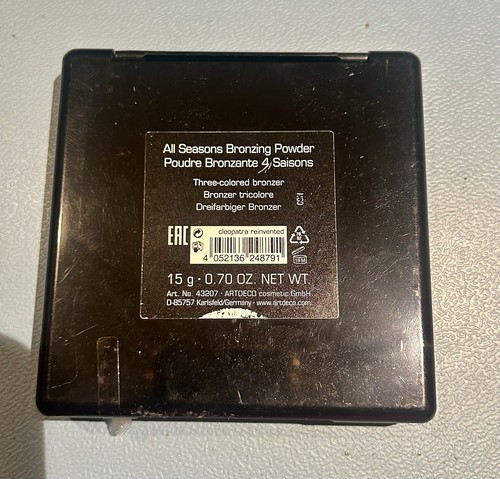 All Seasons Bronzing Powder
Poudre Bronzante 4 Saisons
Three-colored bronzer
Bronzer tricolore
Dreifarbiger Bronzer
EAC
cleopatra reinvented
4 052136 248791
15 g · 0.70 OZ. NET WT.
Art. No. 43207 · ARTDECO cosmetic GmbH
D-85757 Karlsfeld/Germany · www.artdeco.com